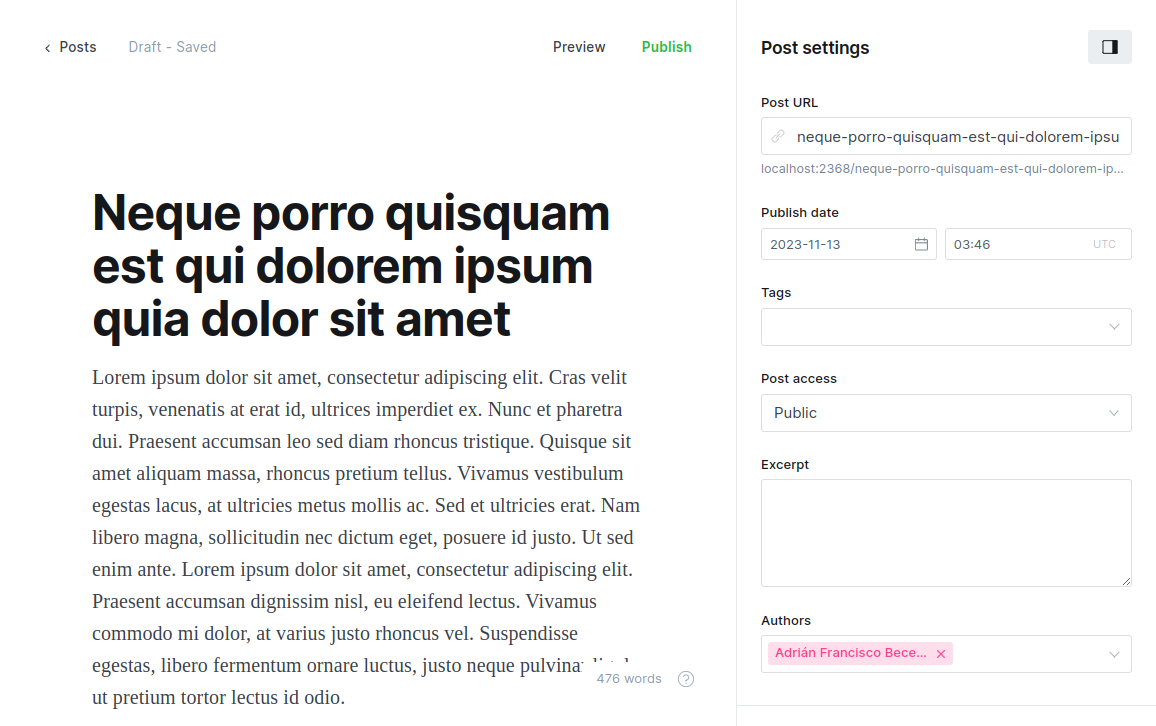 Posts Draft - Saved Preview Publish
Neque porro quisquam
est qui dolorem ipsum
quia dolor sit amet
Lorem ipsum dolor sit amet, consectetur adipiscing elit. Cras velit
turpis, venenatis at erat id, ultrices imperdiet ex. Nunc et pharetra
dui. Praesent accumsan leo sed diam rhoncus tristique. Quisque sit
amet aliquam massa, rhoncus pretium tellus. Vivamus vestibulum
egestas lacus, at ultricies metus mollis ac. Sed et ultricies erat. Nam
libero magna, sollicitudin nec dictum eget, posuere id justo. Ut sed
enim ante. Lorem ipsum dolor sit amet, consectetur adipiscing elit.
Praesent accumsan dignissim nisl, eu eleifend lectus. Vivamus
commodo mi dolor, at varius justo rhoncus vel. Suspendisse
egestas, libero fermentum ornare luctus, justo neque pulvinar
ut pretium tortor lectus id odio.
476 words
Post settings
Post URL
neque-porro-quisquam-est-qui-dolorem-ipsu
localhost:2368/neque-porro-quisquam-est-qui-dolorem-ip...
Publish date
2023-11-13 03:46 UTC
Tags
Post access
Public
Excerpt
Authors
Adrián Francisco Bece...